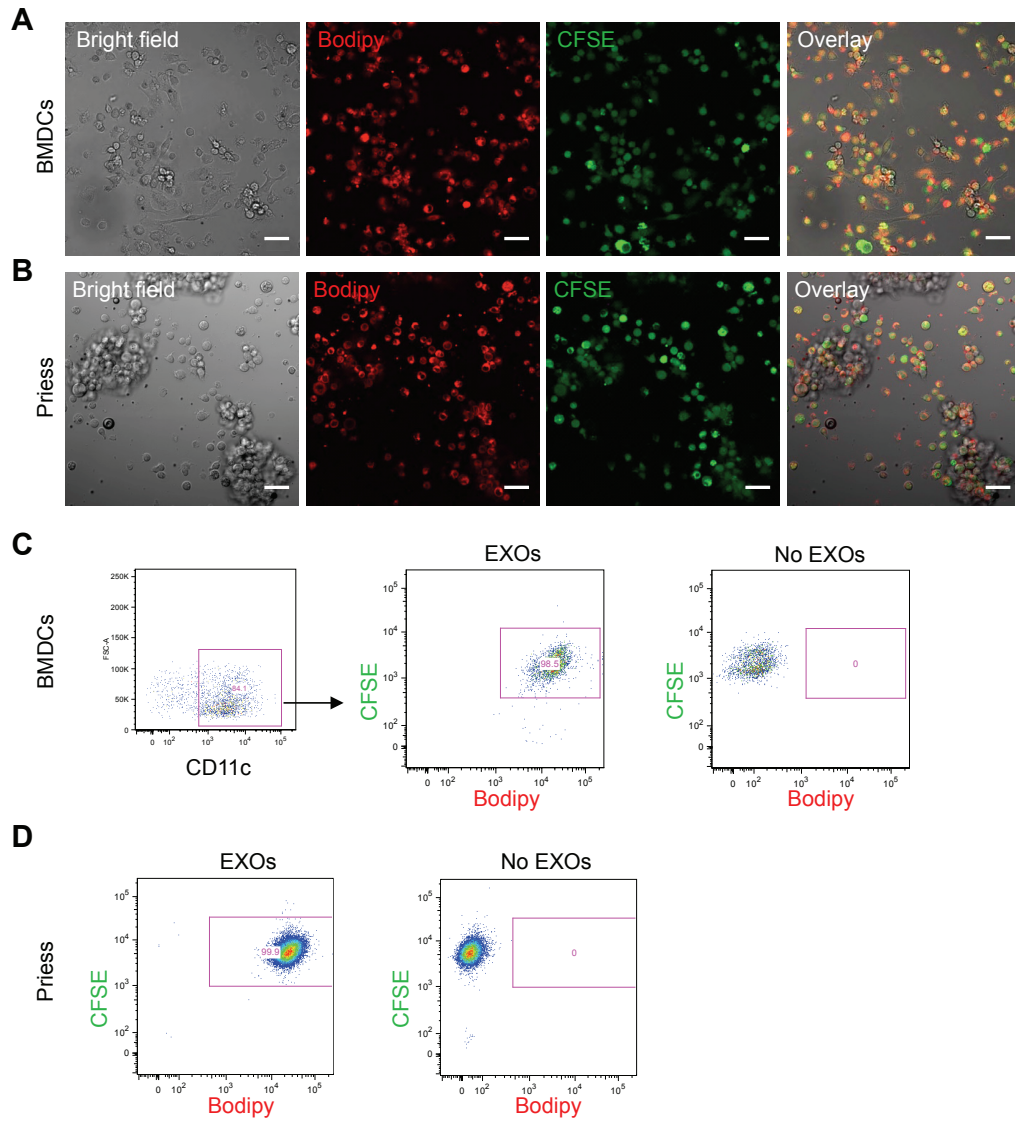 A
BMDCs
Bright field
Bodipy
CFSE
Overlay
B
Priess
Bright field
Bodipy
CFSE
Overlay
C
BMDCs
EXOs
No EXOs
250K
200K
150K
100K
50K
0
FSC-A
84.1
0 10² 10³ 10⁴ 10⁵
CD11c
10⁵
10⁴
10³
10²
0
CFSE
98.5
0 10² 10³ 10⁴ 10⁵
Bodipy
10⁵
10⁴
10³
10²
0
CFSE
0
0 10² 10³ 10⁴ 10⁵
Bodipy
D
Priess
EXOs
No EXOs
10⁵
10⁴
10³
10²
0
CFSE
99.9
0 10² 10³ 10⁴ 10⁵
Bodipy
10⁵
10⁴
10³
10²
0
CFSE
0
0 10² 10³ 10⁴ 10⁵
Bodipy